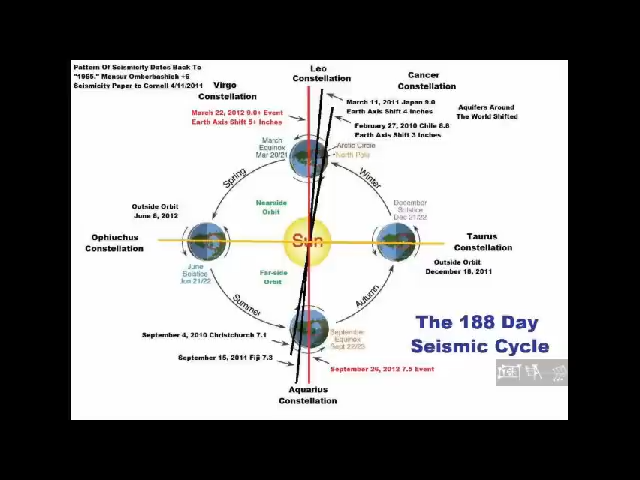 Pattern Of Seismicity Dates Back To
"1965." Mensur Omberbashich +6
Seismicity Paper to Cornell 4/11/2011
Virgo
Constellation
Leo
Constellation
Cancer
Constellation
March 22, 2012 9.0+ Event
Earth Axis Shift 5+ Inches
March 11, 2011 Japan 9.0
Earth Axis Shift 4 Inches
Aquifers Around
The World Shifted
February 27, 2010 Chile 8.8
Earth Axis Shift 3 Inches
March
Equinox
Mar 20/21
Arctic Circle
North Pole
Spring
Winter
Outside Orbit
June 6, 2012
Nearside
Orbit
December
Solstice
Dec 21/22
Ophiuchus
Constellation
Sun
Taurus
Constellation
June
Solstice
Jun 21/22
Far-side
Orbit
Outside Orbit
December 18, 2011
Summer
Autumn
September 4, 2010 Christchurch 7.1
September
Equinox
Sept 22/23
The 188 Day
Seismic Cycle
September 15, 2011 Fiji 7.3
September 26, 2012 7.5 Event
Aquarius
Constellation